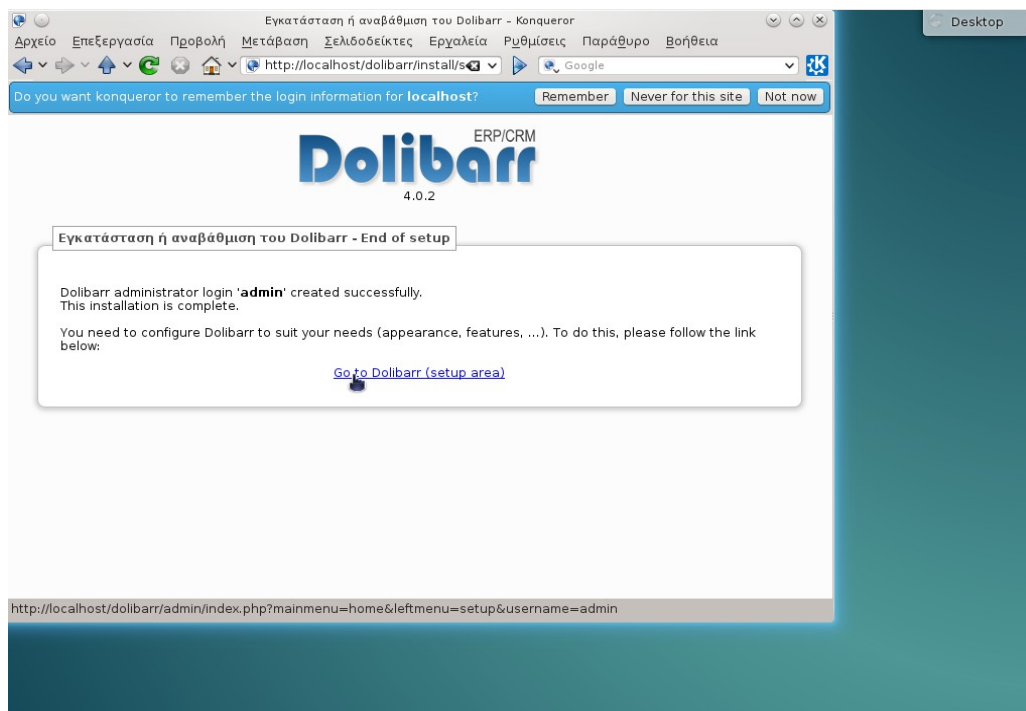 Εγκατάσταση ή αναβάθμιση του Dolibarr – Konqueror
Desktop
Αρχείο Επεξεργασία Προβολή Μετάβαση Σελιδοδείκτες Εργαλεία Ρυθμίσεις Παράθυρο Βοήθεια
http://localhost/dolibarr/install/s
Google
Do you want konqueror to remember the login information for localhost? Remember Never for this site Not now
ERP/CRM
Dolibarr
4.0.2
Εγκατάσταση ή αναβάθμιση του Dolibarr - End of setup
Dolibarr administrator login 'admin' created successfully.
This installation is complete.
You need to configure Dolibarr to suit your needs (appearance, features, ...). To do this, please follow the link
below:
Go to Dolibarr (setup area)
http://localhost/dolibarr/admin/index.php?mainmenu=home&leftmenu=setup&username=admin